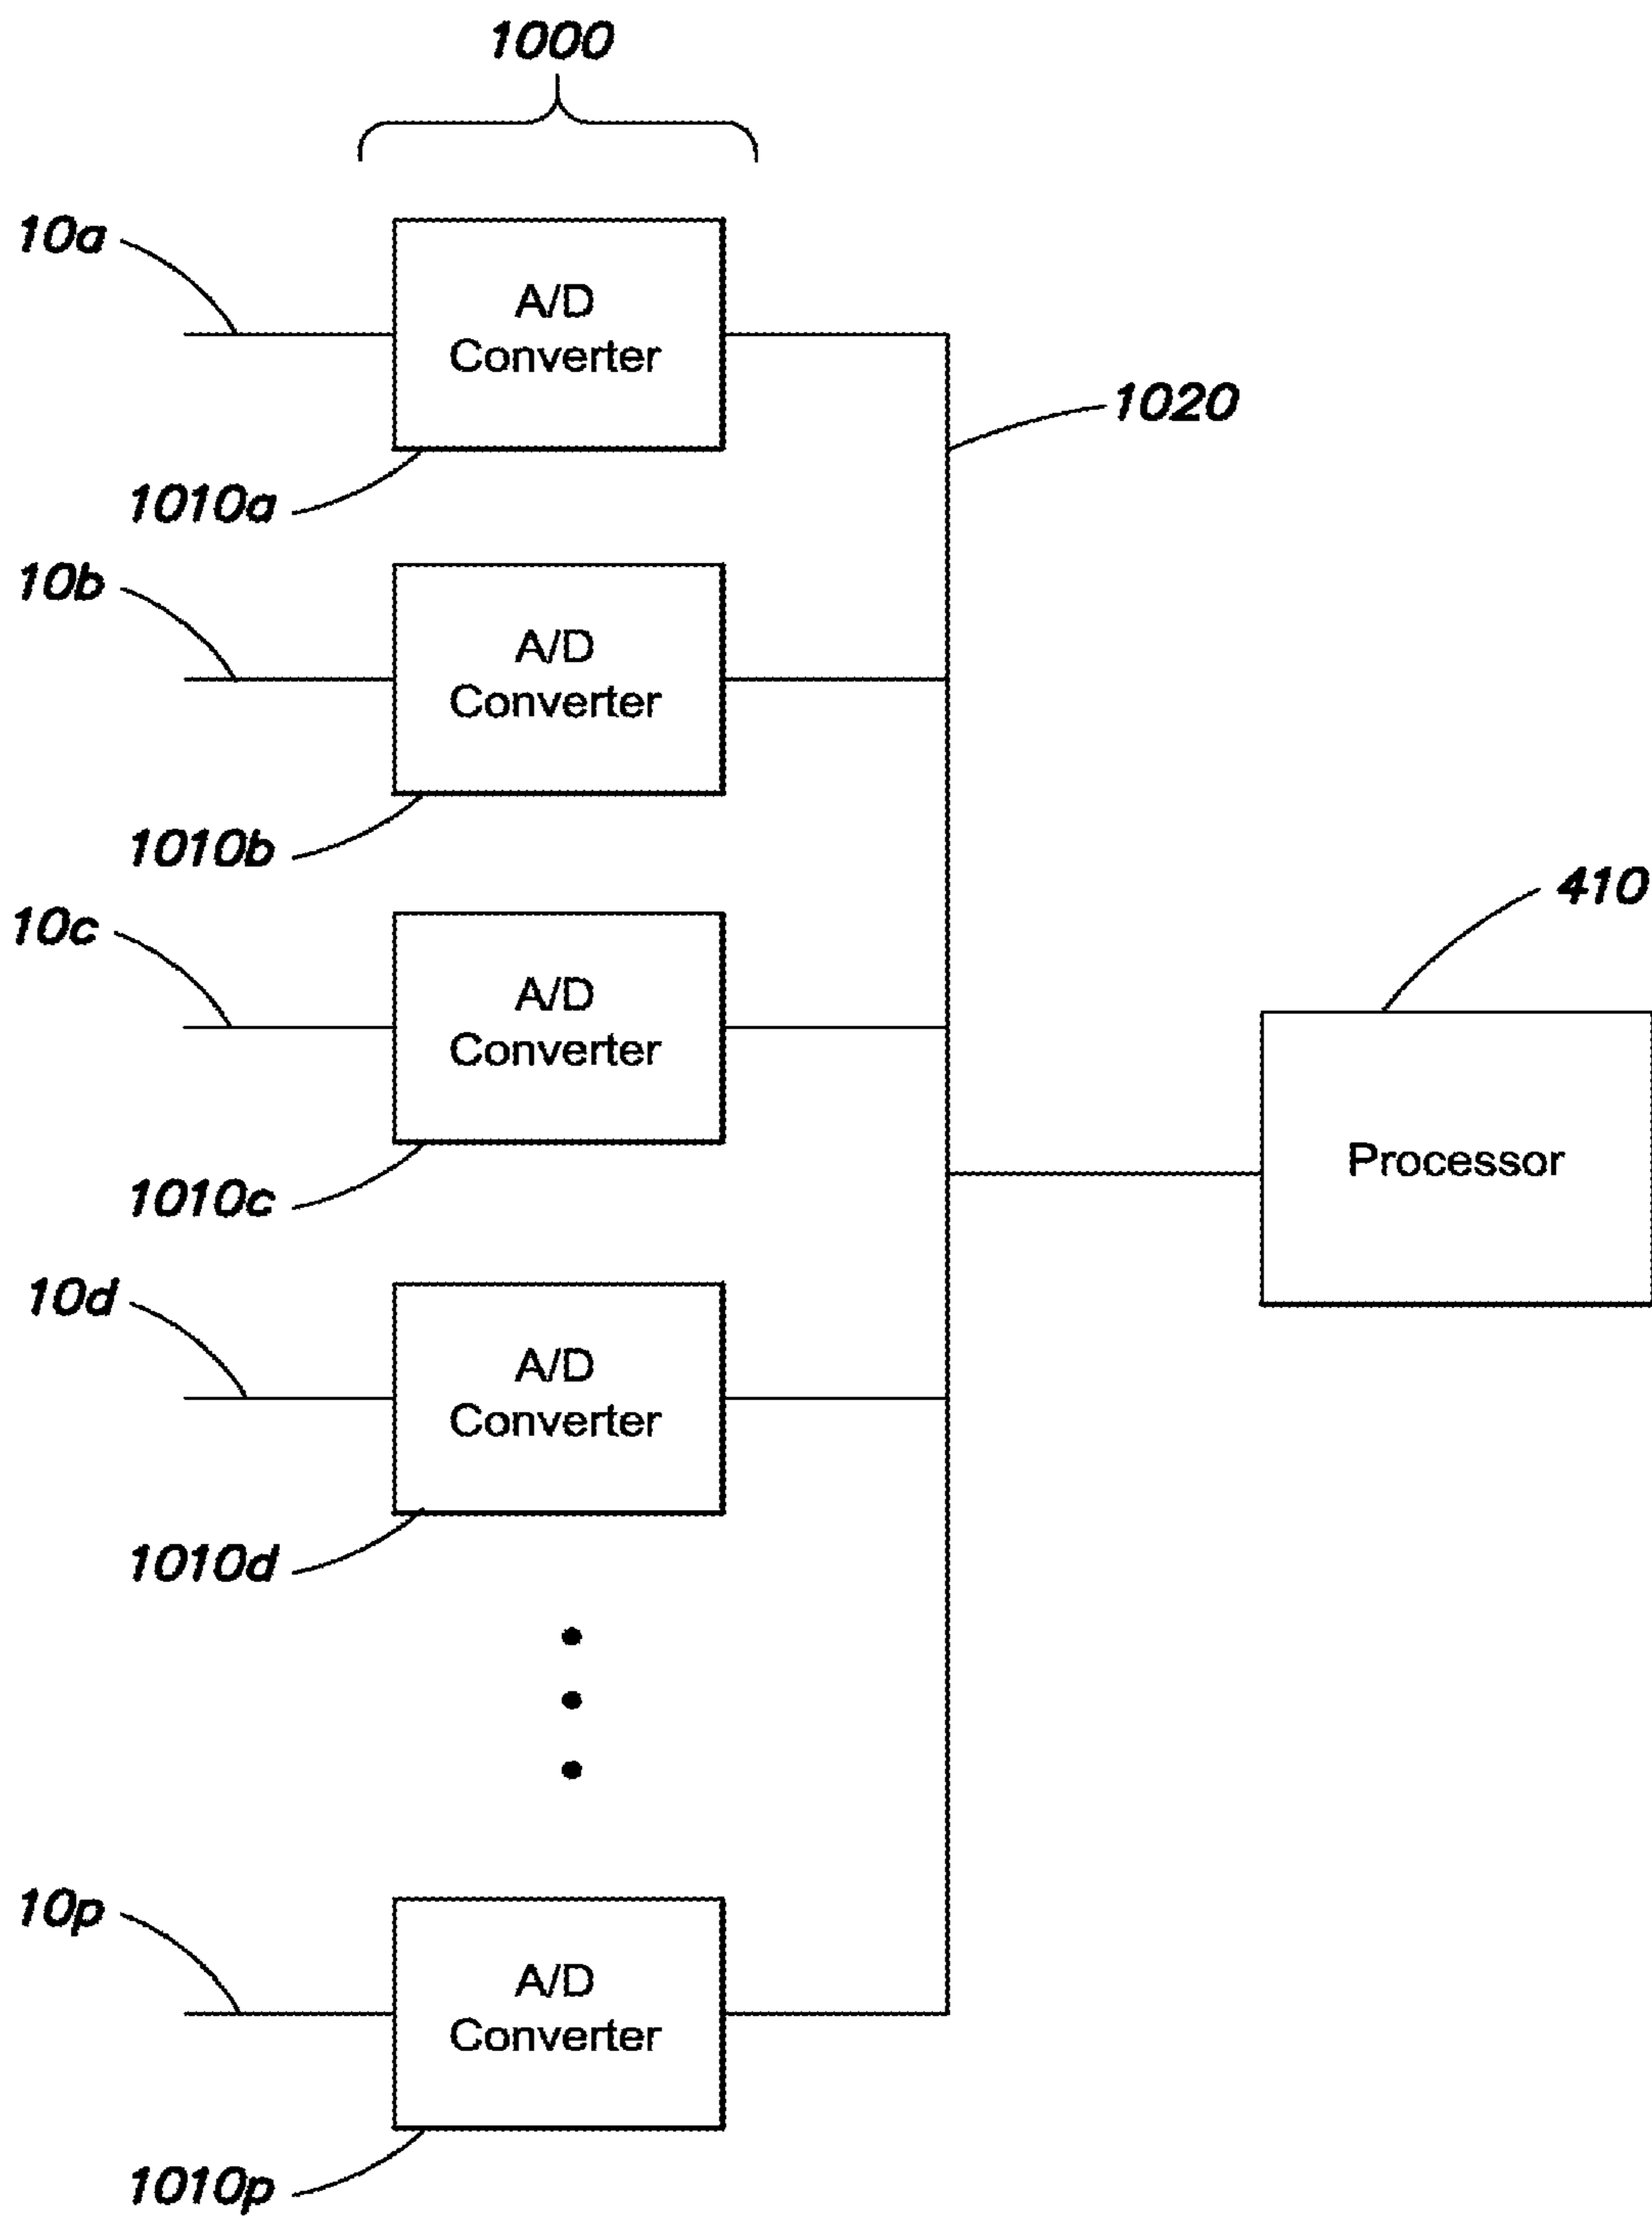 1000
10a
A/D
Converter
1020
1010a
10b
A/D
Converter
1010b
410
10c
A/D
Converter
Processor
1010c
10d
A/D
Converter
1010d
10p
A/D
Converter
1010p